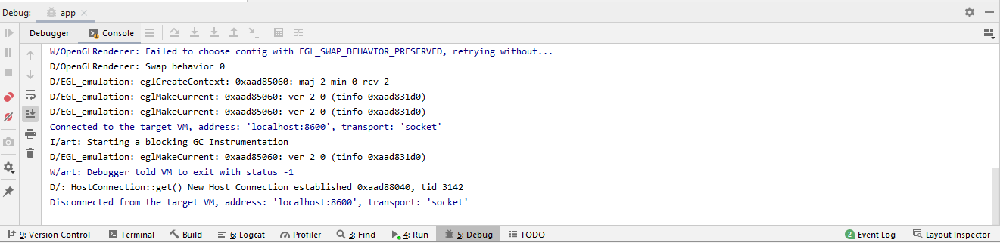 Debug: app
Debugger Console
W/OpenGLRenderer: Failed to choose config with EGL_SWAP_BEHAVIOR_PRESERVED, retrying without...
D/OpenGLRenderer: Swap behavior 0
D/EGL_emulation: eglCreateContext: 0xaad85060: maj 2 min 0 rcv 2
D/EGL_emulation: eglMakeCurrent: 0xaad85060: ver 2 0 (tinfo 0xaad831d0)
D/EGL_emulation: eglMakeCurrent: 0xaad85060: ver 2 0 (tinfo 0xaad831d0)
Connected to the target VM, address: 'localhost:8600', transport: 'socket'
I/art: Starting a blocking GC Instrumentation
D/EGL_emulation: eglMakeCurrent: 0xaad85060: ver 2 0 (tinfo 0xaad831d0)
W/art: Debugger told VM to exit with status -1
D/: HostConnection::get() New Host Connection established 0xaad88040, tid 3142
Disconnected from the target VM, address: 'localhost:8600', transport: 'socket'
9: Version Control Terminal Build 6: Logcat Profiler 3: Find 4: Run 5: Debug TODO 2 Event Log Layout Inspector